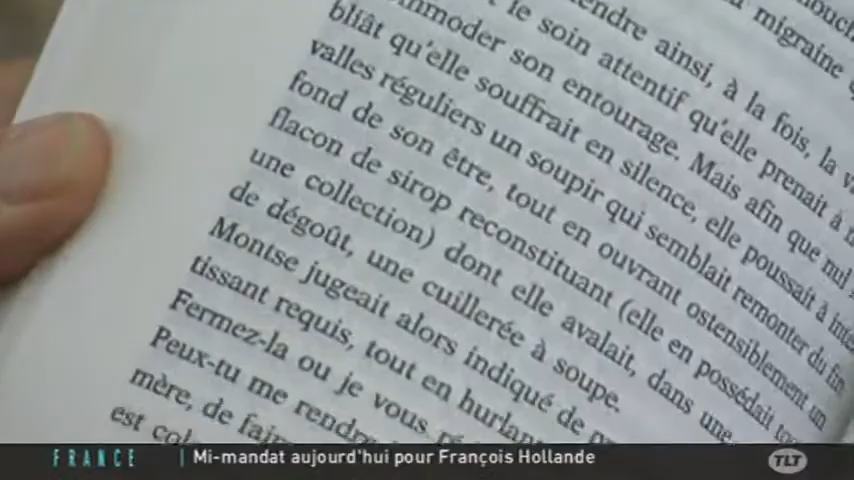 migraine
tendre ainsi, à la fois, la
le soin attentif qu'elle prenait à
mmoder son entourage. Mais afin que nul
bliât qu'elle souffrait en silence, elle poussait à inte
valles réguliers un soupir qui semblait remonter du fin
fond de son être, tout en ouvrant ostensiblement un
flacon de sirop reconstituant (elle en possédait
une collection) dont elle avalait, dans une
de dégoût, une cuillerée à soupe.
Montse jugeait alors indiqué de
tissant requis, tout en hurlant
Fermez-la ou je vous
Peux-tu me rendre
mère, de faire
est
FRANCE | Mi-mandat aujourd'hui pour François Hollande
TLT